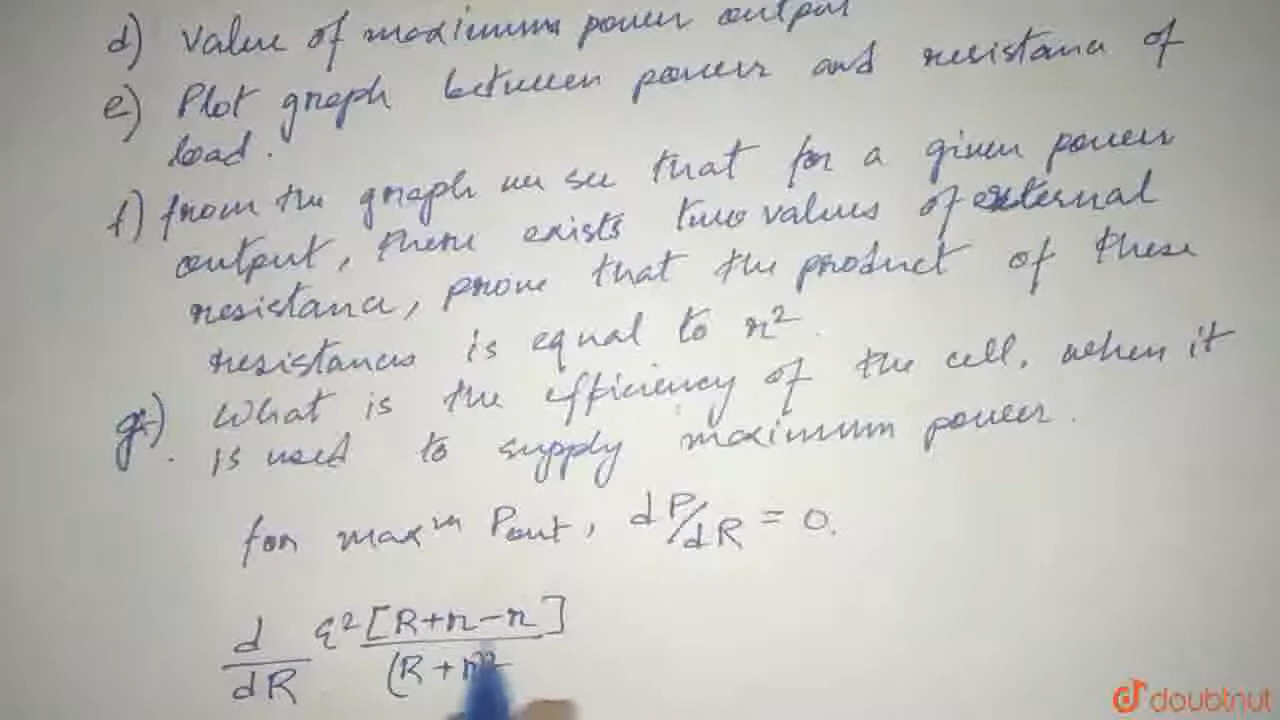 d) Value of maximum power output
e) Plot graph between power and resistance of
load.
f) from the graph we see that for a given power
output, there exists two values of external
resistance, prove that the product of these
resistances is equal to r².
g) What is the efficiency of the cell, when it
is used to supply maximum power.
for maxᵐ Pout, dP/dR = 0.
d/dR ε² [R+r-r]/(R+r)²
doubtnut